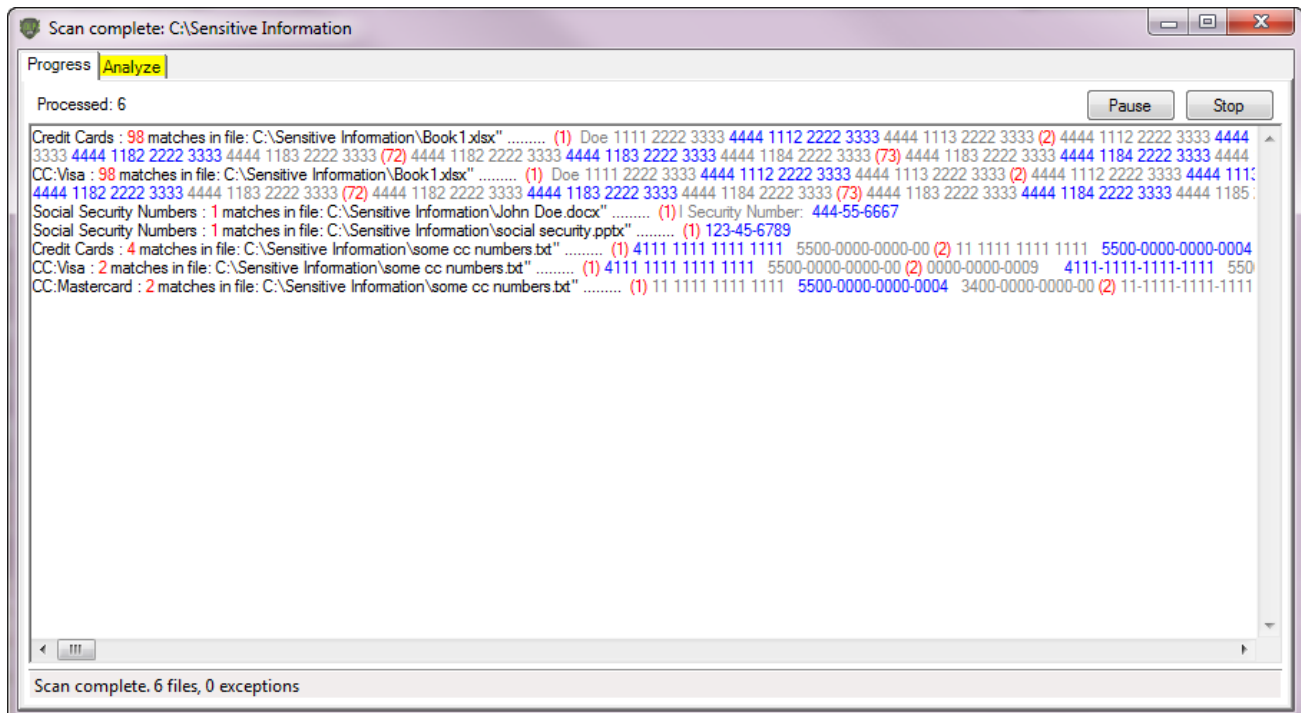 Scan complete: C:\Sensitive Information
Progress Analyze
Processed: 6 Pause Stop
Credit Cards : 98 matches in file: C:\Sensitive Information\Book1.xlsx" ......... (1) Doe 1111 2222 3333 4444 1112 2222 3333 4444 1113 2222 3333 (2) 4444 1112 2222 3333 4444
3333 4444 1182 2222 3333 4444 1183 2222 3333 (72) 4444 1182 2222 3333 4444 1183 2222 3333 4444 1184 2222 3333 (73) 4444 1183 2222 3333 4444 1184 2222 3333 4444
CC:Visa : 98 matches in file: C:\Sensitive Information\Book1.xlsx" ......... (1) Doe 1111 2222 3333 4444 1112 2222 3333 4444 1113 2222 3333 (2) 4444 1112 2222 3333 4444
4444 1182 2222 3333 4444 1183 2222 3333 (72) 4444 1182 2222 3333 4444 1183 2222 3333 4444 1184 2222 3333 (73) 4444 1183 2222 3333 4444 1184 2222 3333 4444 1185
Social Security Numbers : 1 matches in file: C:\Sensitive Information\John Doe.docx" ......... (1) l Security Number: 444-55-6667
Social Security Numbers : 1 matches in file: C:\Sensitive Information\social security.pptx" ......... (1) 123-45-6789
Credit Cards : 4 matches in file: C:\Sensitive Information\some cc numbers.txt" ......... (1) 4111 1111 1111 1111 5500-0000-0000-00 (2) 11 1111 1111 1111 5500-0000-0000-0004
CC:Visa : 2 matches in file: C:\Sensitive Information\some cc numbers.txt" ......... (1) 4111 1111 1111 1111 5500-0000-0000-00 (2) 0000-0000-0009 4111-1111-1111-1111 550
CC:Mastercard : 2 matches in file: C:\Sensitive Information\some cc numbers.txt" ......... (1) 11 1111 1111 1111 5500-0000-0000-0004 3400-0000-0000-00 (2) 11-1111-1111-1111
Scan complete. 6 files, 0 exceptions